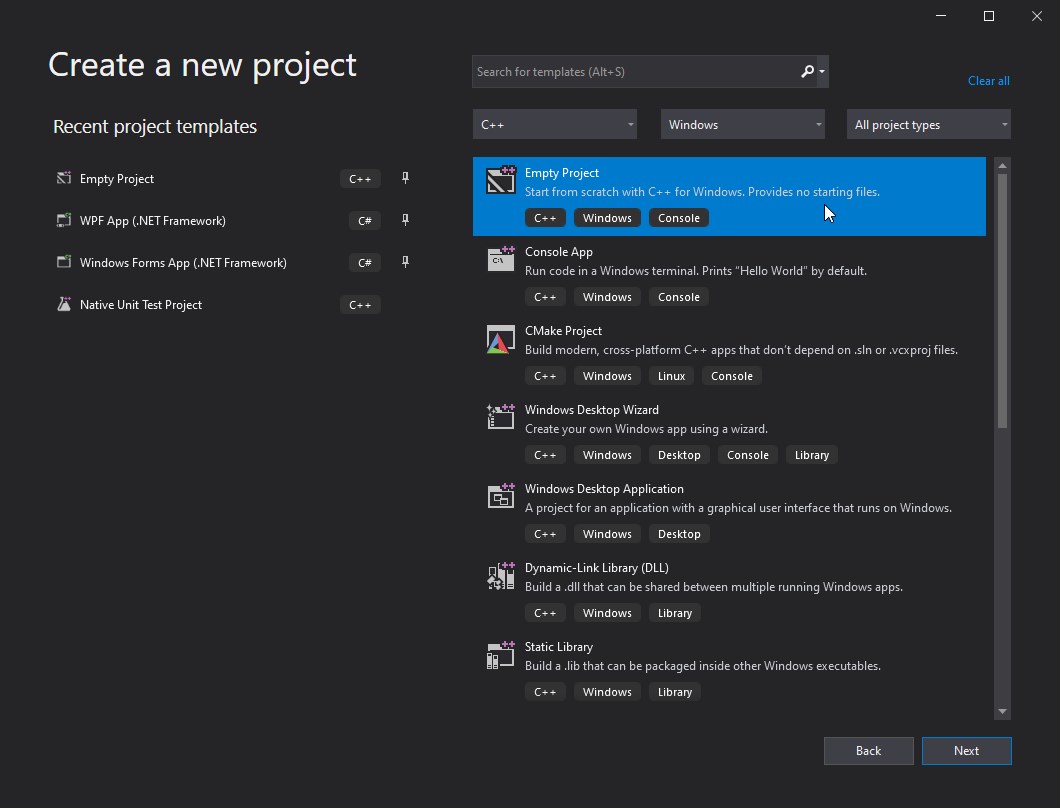 Create a new project
Search for templates (Alt+S)
Clear all
Recent project templates
C++
Windows
All project types
Empty Project C++
WPF App (.NET Framework) C#
Windows Forms App (.NET Framework) C#
Native Unit Test Project C++
Empty Project
Start from scratch with C++ for Windows. Provides no starting files.
C++ Windows Console
Console App
Run code in a Windows terminal. Prints "Hello World" by default.
C++ Windows Console
CMake Project
Build modern, cross-platform C++ apps that don't depend on .sln or .vcxproj files.
C++ Windows Linux Console
Windows Desktop Wizard
Create your own Windows app using a wizard.
C++ Windows Desktop Console Library
Windows Desktop Application
A project for an application with a graphical user interface that runs on Windows.
C++ Windows Desktop
Dynamic-Link Library (DLL)
Build a .dll that can be shared between multiple running Windows apps.
C++ Windows Library
Static Library
Build a .lib that can be packaged inside other Windows executables.
C++ Windows Library
Back
Next